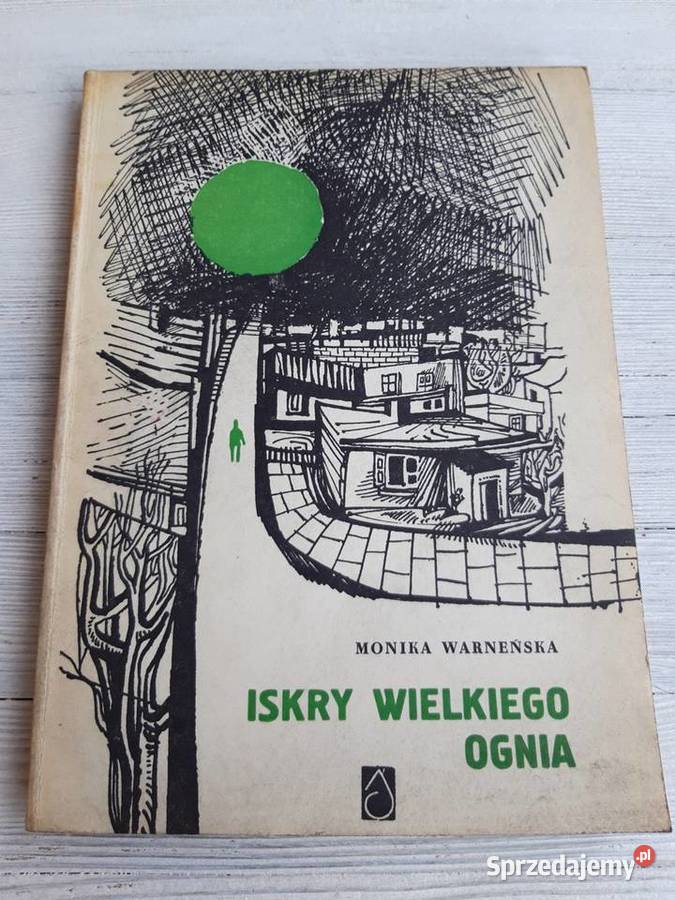 MONIKA WARNEŃSKA
ISKRY WIELKIEGO
OGNIA
Sprzedajemy.pl